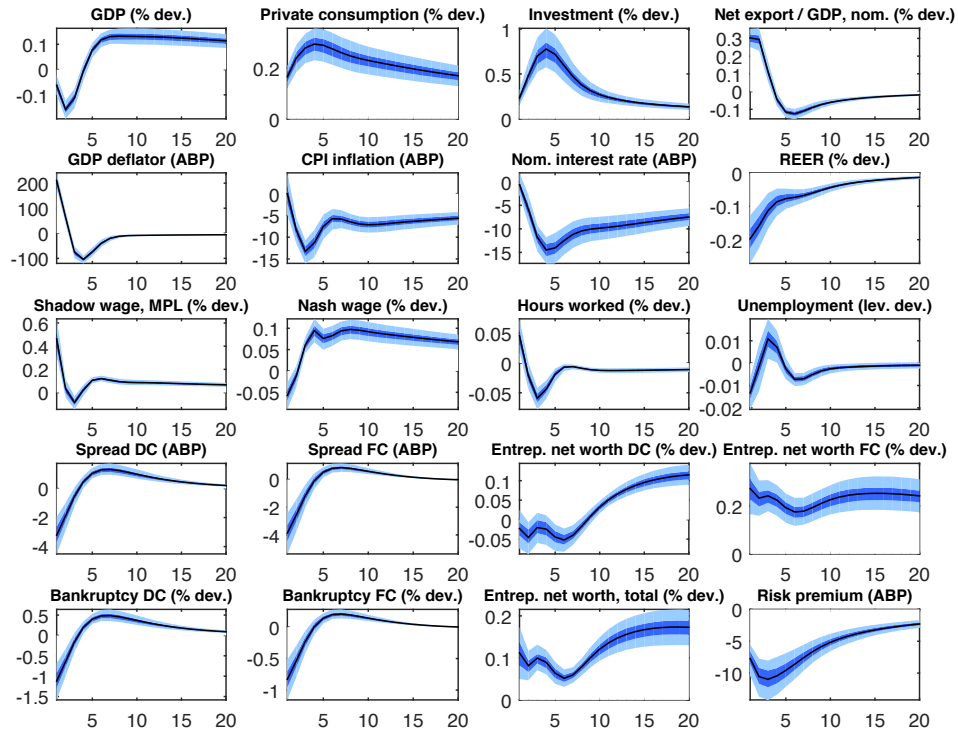 GDP (% dev.)
Private consumption (% dev.)
Investment (% dev.)
Net export / GDP, nom. (% dev.)
0.1
0
-0.1
5 10 15 20
0.2
0
5 10 15 20
1
0.5
0
5 10 15 20
0.3
0.2
0.1
0
-0.1
5 10 15 20
GDP deflator (ABP)
CPI inflation (ABP)
Nom. interest rate (ABP)
REER (% dev.)
200
100
0
-100
5 10 15 20
0
-5
-10
-15
5 10 15 20
0
-5
-10
-15
5 10 15 20
0
-0.1
-0.2
5 10 15 20
Shadow wage, MPL (% dev.)
Nash wage (% dev.)
Hours worked (% dev.)
Unemployment (lev. dev.)
0.6
0.4
0.2
0
5 10 15 20
0.1
0.05
0
-0.05
5 10 15 20
0.05
0
-0.05
5 10 15 20
0.01
0
-0.01
-0.02
5 10 15 20
Spread DC (ABP)
Spread FC (ABP)
Entrep. net worth DC (% dev.)
Entrep. net worth FC (% dev.)
0
-2
-4
5 10 15 20
0
-2
-4
5 10 15 20
0.1
0.05
0
-0.05
5 10 15 20
0.2
0
5 10 15 20
Bankruptcy DC (% dev.)
Bankruptcy FC (% dev.)
Entrep. net worth, total (% dev.)
Risk premium (ABP)
0.5
0
-0.5
-1
-1.5
5 10 15 20
0
-0.5
-1
5 10 15 20
0.2
0.1
0
5 10 15 20
0
-5
-10
5 10 15 20